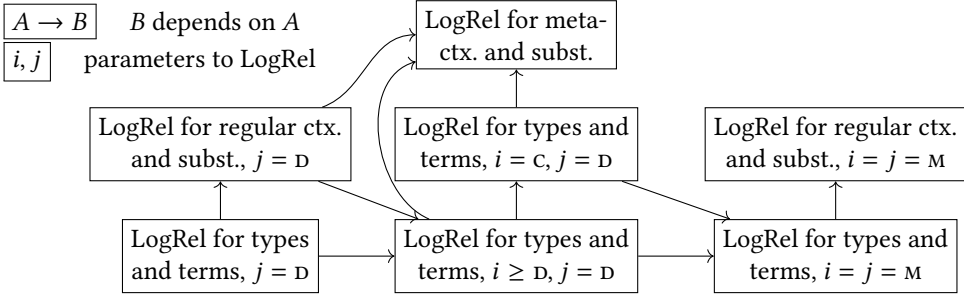 A → B B depends on A
i, j parameters to LogRel
LogRel for meta-
ctx. and subst.
LogRel for regular ctx.
and subst., j = D
LogRel for types and
terms, i = C, j = D
LogRel for regular ctx.
and subst., i = j = M
LogRel for types
and terms, j = D
LogRel for types and
terms, i ≥ D, j = D
LogRel for types and
terms, i = j = M